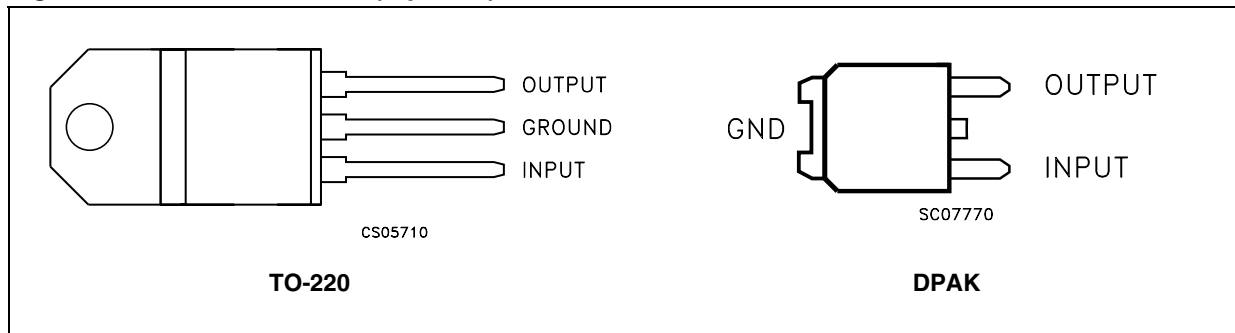 OUTPUT
GROUND
INPUT
CS05710
TO-220
GND
OUTPUT
INPUT
SC07770
DPAK